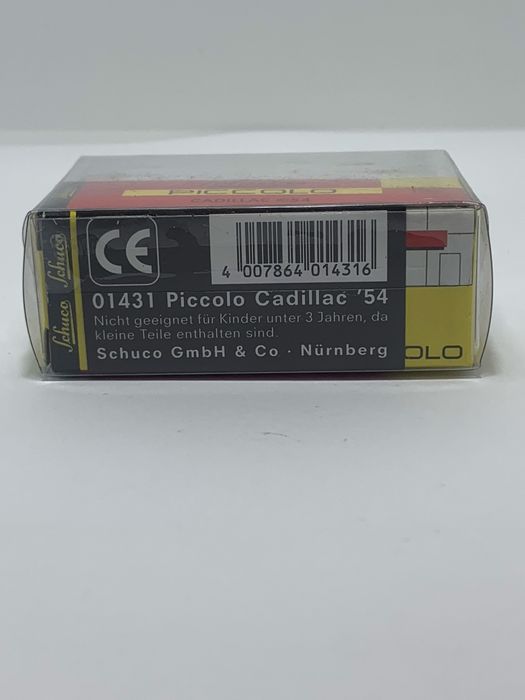 PICCOLO
CADILLAC '54
Schuco Schuco
CE
4 007864 014316
01431 Piccolo Cadillac '54
Nicht geeignet für Kinder unter 3 Jahren, da
kleine Teile enthalten sind.
Schuco GmbH & Co · Nürnberg
OLO